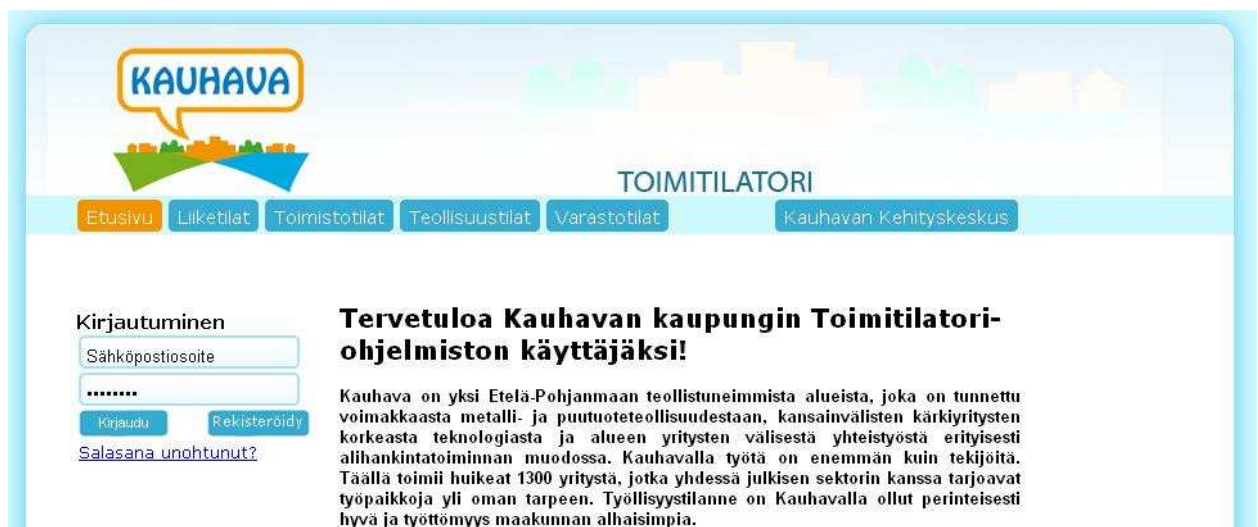 KAUHAVA
TOIMITILATORI
Etusivu Liiketilat Toimistotilat Teollisuustilat Varastotilat Kauhavan Kehityskeskus
Kirjautuminen
Sähköpostiosoite
Kirjaudu Rekisteröidy
Salasana unohtunut?
Tervetuloa Kauhavan kaupungin Toimitilatori-
ohjelmiston käyttäjäksi!
Kauhava on yksi Etelä-Pohjanmaan teollistuneimmista alueista, joka on tunnettu
voimakkaasta metalli- ja puutuoteteollisuudestaan, kansainvälisten kärkiyritysten
korkeasta teknologiasta ja alueen yritysten välisestä yhteistyöstä erityisesti
alihankintatoiminnan muodossa. Kauhavalla työtä on enemmän kuin tekijöitä.
Täällä toimii huikeat 1300 yritystä, jotka yhdessä julkisen sektorin kanssa tarjoavat
työpaikkoja yli oman tarpeen. Työllisyystilanne on Kauhavalla ollut perinteisesti
hyvä ja työttömyys maakunnan alhaisimpia.